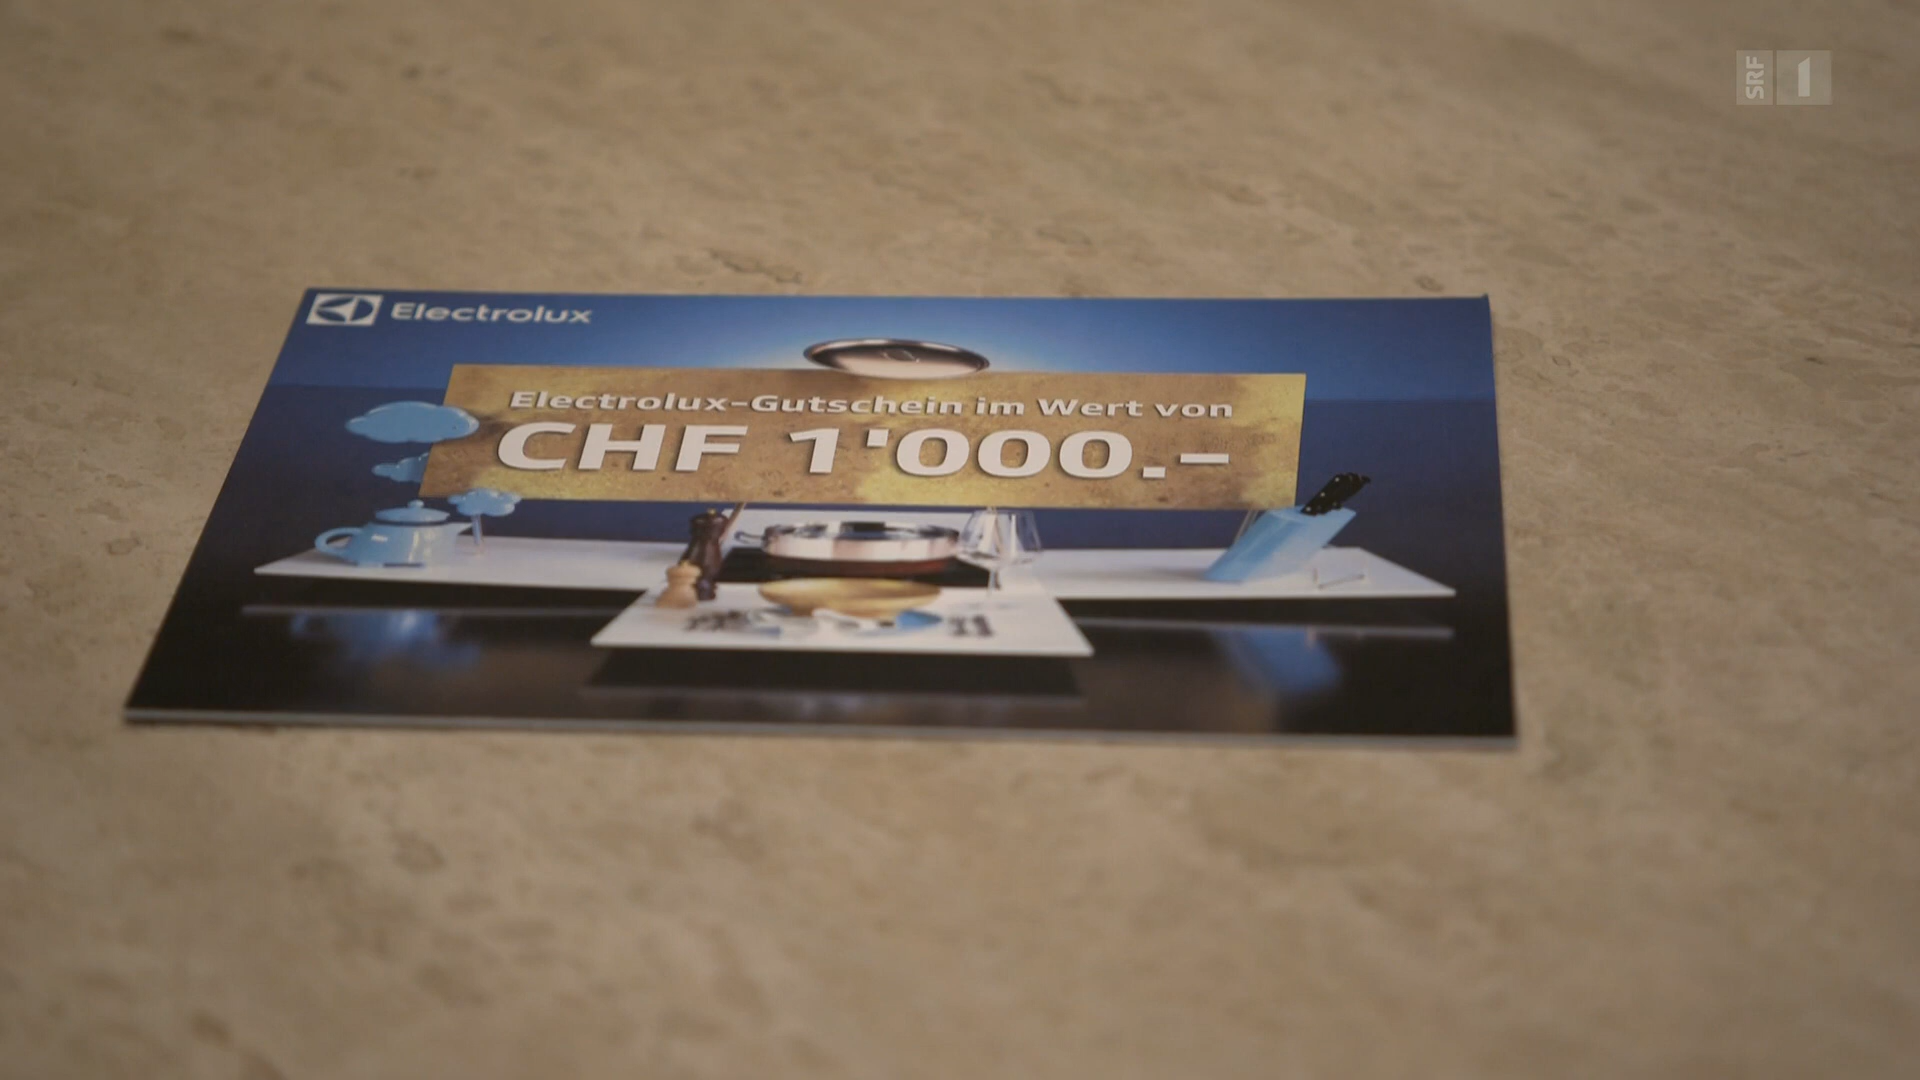 SRF 1
Electrolux
Electrolux-Gutschein im Wert von
CHF 1'000.–